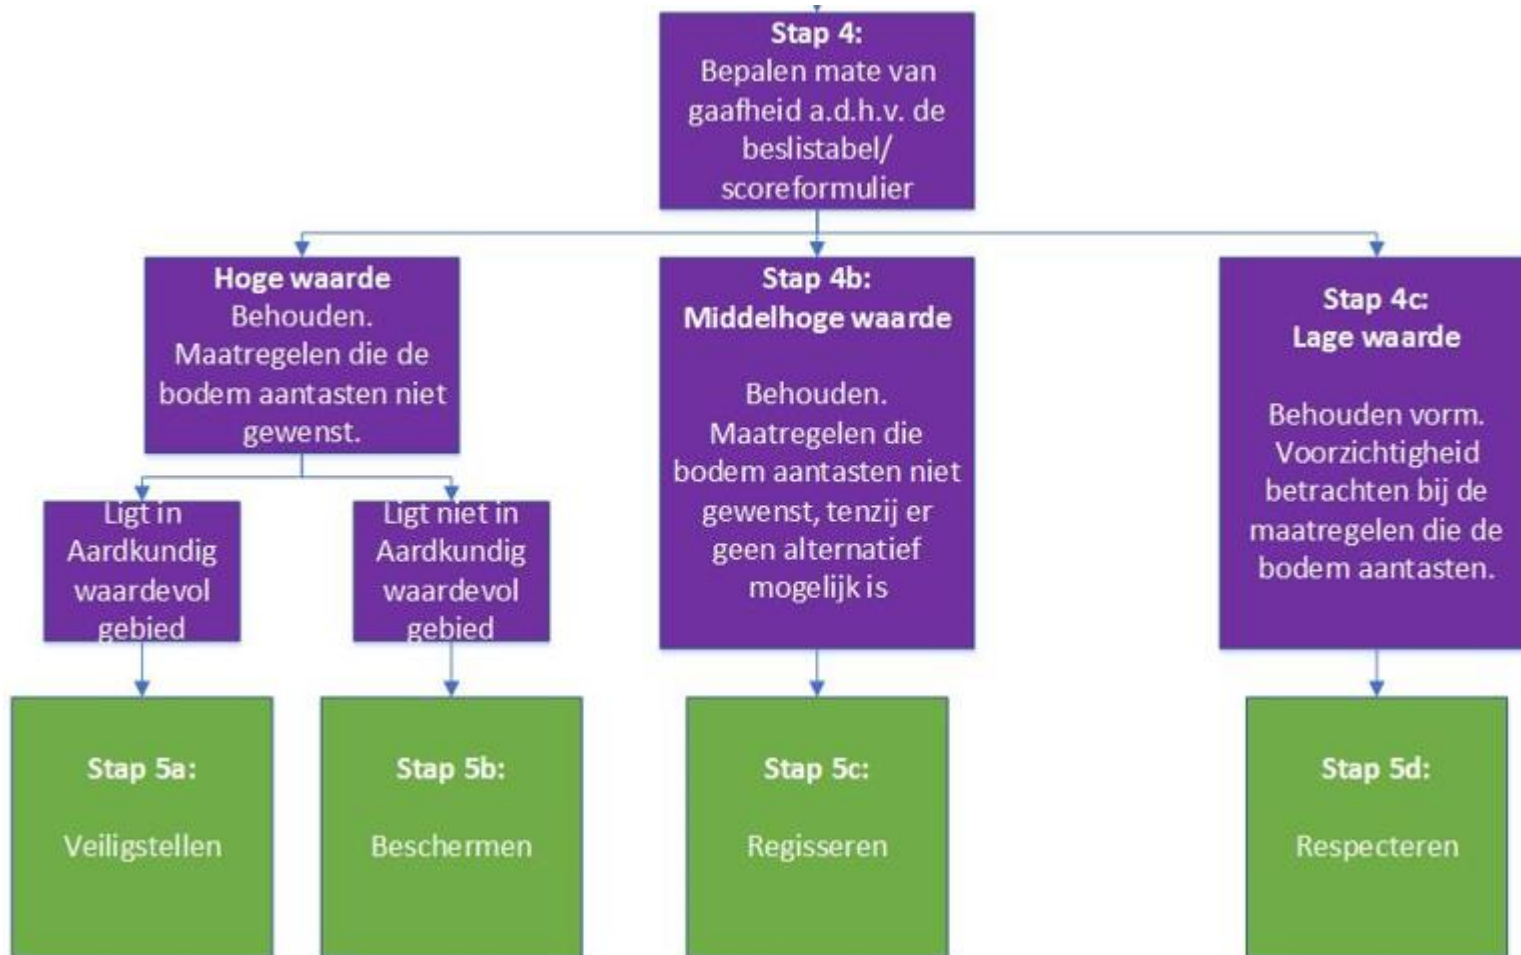 Stap 4:
Bepalen mate van
gaafheid a.d.h.v. de
beslistabel/
scoreformulier
Hoge waarde
Behouden.
Maatregelen die de
bodem aantasten niet
gewenst.
Stap 4b:
Middelhoge waarde
Behouden.
Maatregelen die
bodem aantasten niet
gewenst, tenzij er
geen alternatief
mogelijk is
Stap 4c:
Lage waarde
Behouden vorm.
Voorzichtigheid
betrachten bij de
maatregelen die de
bodem aantasten.
Ligt in
Aardkundig
waardevol
gebied
Ligt niet in
Aardkundig
waardevol
gebied
Stap 5a:
Veiligstellen
Stap 5b:
Beschermen
Stap 5c:
Regisseren
Stap 5d:
Respecteren